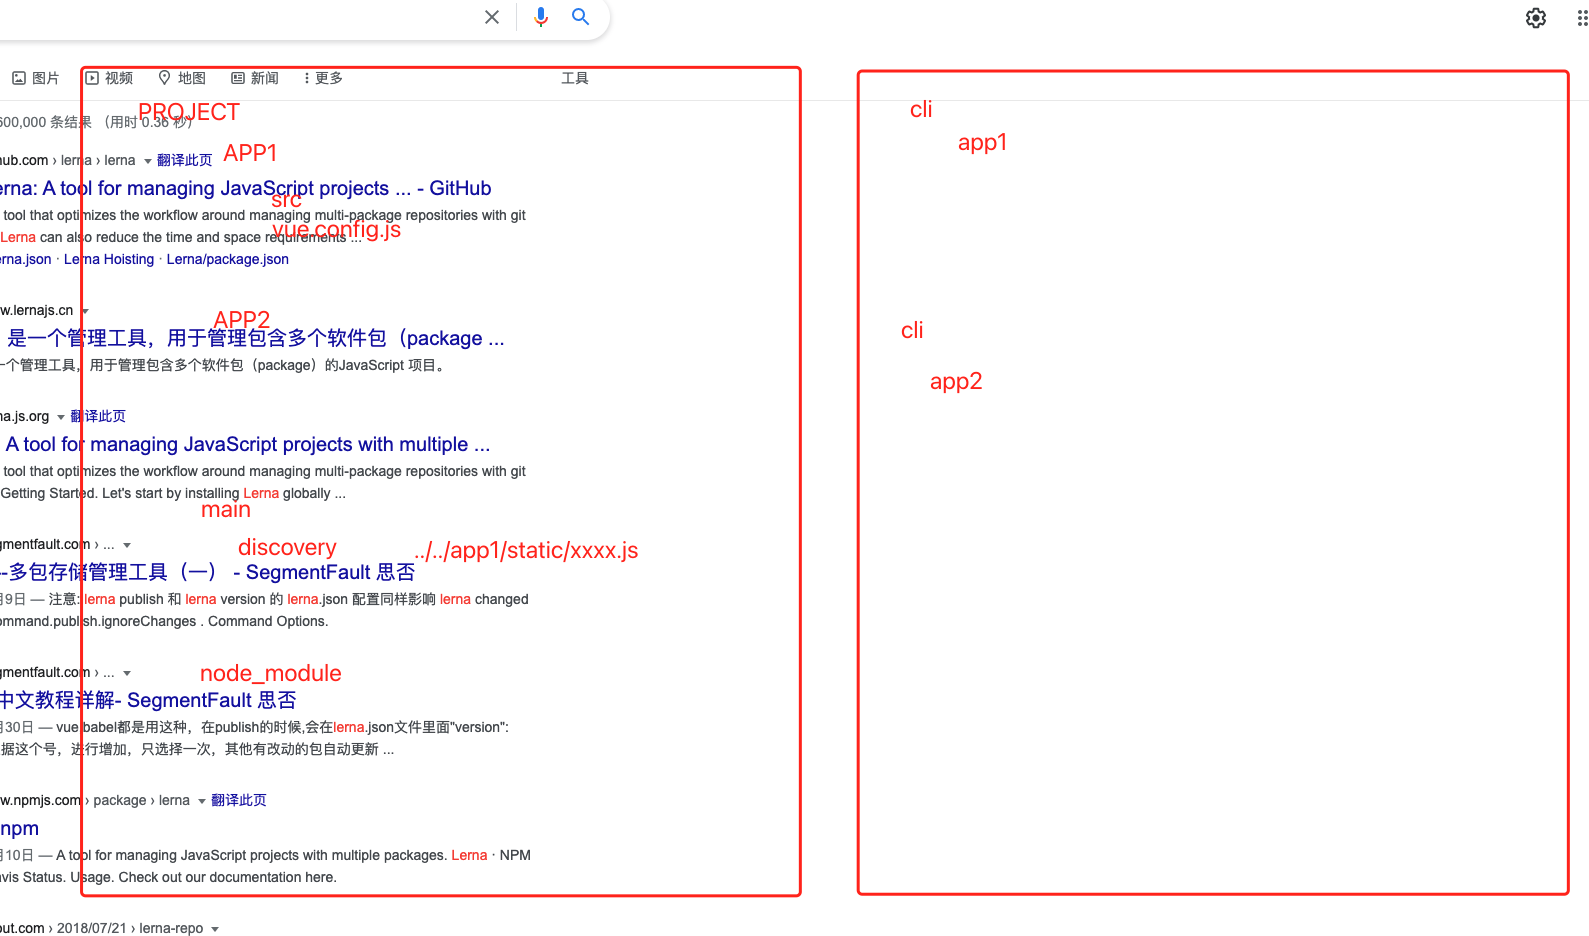 图片 视频 地图 新闻 更多 工具
600,000 条结果 （用时 0.36 秒）
PROJECT
hub.com › lerna › lerna 翻译此页
APP1
erna: A tool for managing JavaScript projects ... - GitHub
src
tool that optimizes the workflow around managing multi-package repositories with git
vue.config.js
Lerna can also reduce the time and space requirements ...
erna.json · Lerna Hoisting · Lerna/package.json
w.lernajs.cn
APP2
是一个管理工具，用于管理包含多个软件包（package ...
一个管理工具，用于管理包含多个软件包（package）的JavaScript 项目。
na.js.org 翻译此页
A tool for managing JavaScript projects with multiple ...
tool that optimizes the workflow around managing multi-package repositories with git
Getting Started. Let's start by installing Lerna globally ...
main
gmentfault.com › ...
discovery ../../app1/static/xxxx.js
--多包存储管理工具（一） - SegmentFault 思否
月9日 — 注意: lerna publish 和 lerna version 的 lerna.json 配置同样影响 lerna changed
ommand.publish.ignoreChanges . Command Options.
gmentfault.com › ...
node_module
中文教程详解- SegmentFault 思否
月30日 — vue,babel都是用这种，在publish的时候,会在lerna.json文件里面"version":
据这个号，进行增加，只选择一次，其他有改动的包自动更新 ...
w.npmjs.com › package › lerna 翻译此页
npm
月10日 — A tool for managing JavaScript projects with multiple packages. Lerna · NPM
avis Status. Usage. Check out our documentation here.
out.com › 2018/07/21 › lerna-repo
cli
app1
cli
app2